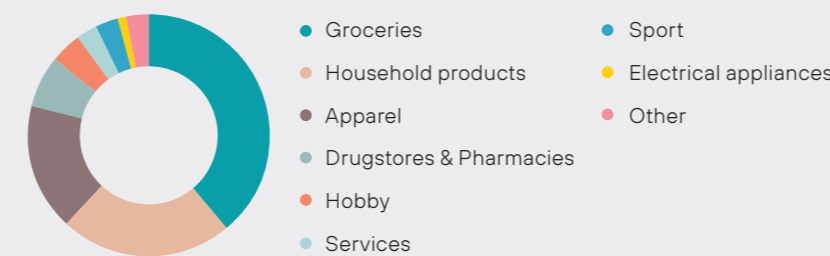 Groceries
Household products
Apparel
Drugstores & Pharmacies
Hobby
Services
Sport
Electrical appliances
Other